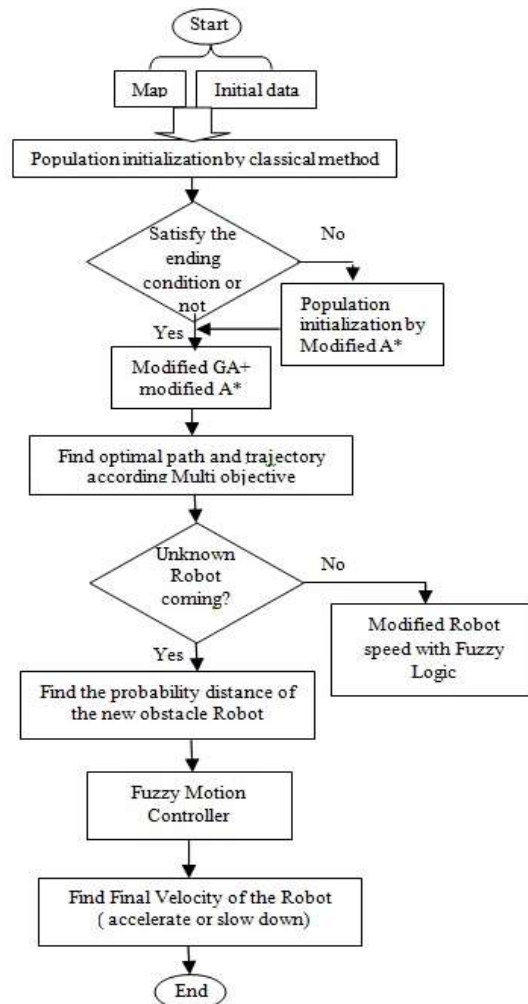 Start
Map
Initial data
Population initialization by classical method
Satisfy the
ending
condition or
not
No
Population
initialization by
Modified A*
Yes
Modified GA+
modified A*
Find optimal path and trajectory
according Multi objective
Unknown
Robot
coming?
No
Modified Robot
speed with Fuzzy
Logic
Yes
Find the probability distance of
the new obstacle Robot
Fuzzy Motion
Controller
Find Final Velocity of the Robot
( accelerate or slow down)
End